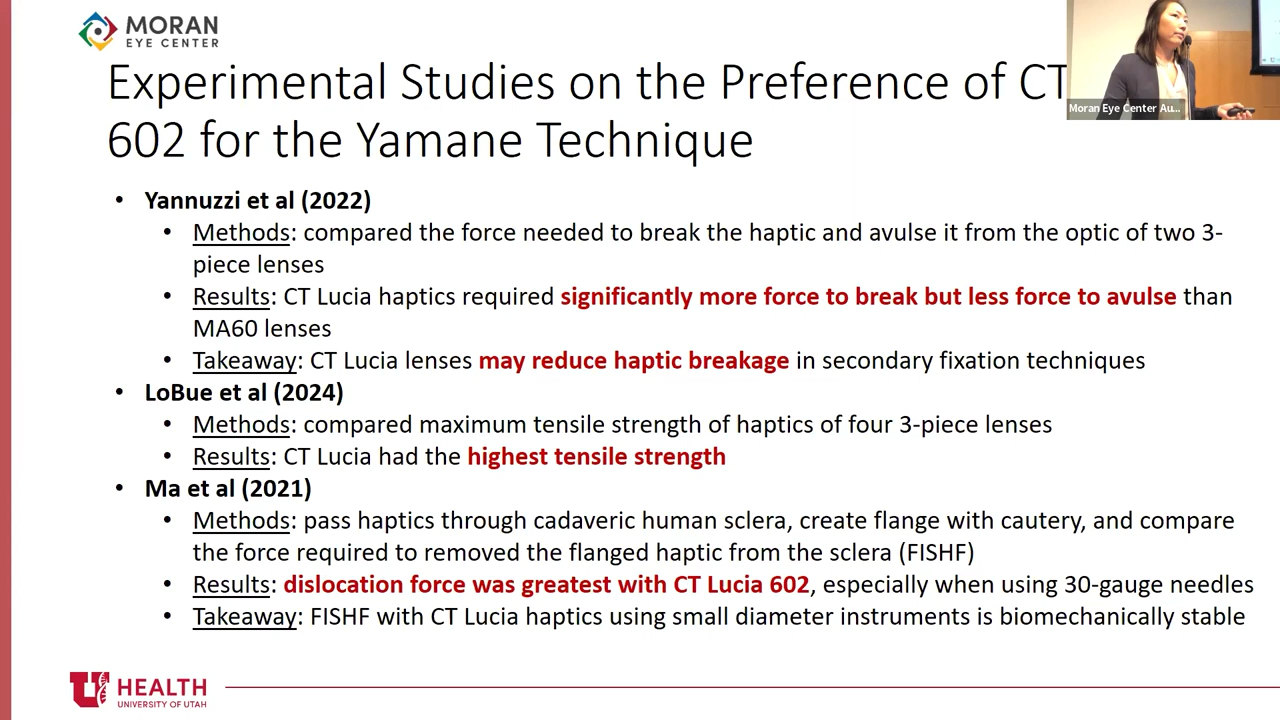 MORAN
EYE CENTER
Experimental Studies on the Preference of CT
602 for the Yamane Technique
Moran Eye Center Au...
• Yannuzzi et al (2022)
• Methods: compared the force needed to break the haptic and avulse it from the optic of two 3-
piece lenses
• Results: CT Lucia haptics required significantly more force to break but less force to avulse than
MA60 lenses
• Takeaway: CT Lucia lenses may reduce haptic breakage in secondary fixation techniques
• LoBue et al (2024)
• Methods: compared maximum tensile strength of haptics of four 3-piece lenses
• Results: CT Lucia had the highest tensile strength
• Ma et al (2021)
• Methods: pass haptics through cadaveric human sclera, create flange with cautery, and compare
the force required to removed the flanged haptic from the sclera (FISHF)
• Results: dislocation force was greatest with CT Lucia 602, especially when using 30-gauge needles
• Takeaway: FISHF with CT Lucia haptics using small diameter instruments is biomechanically stable
U HEALTH
UNIVERSITY OF UTAH